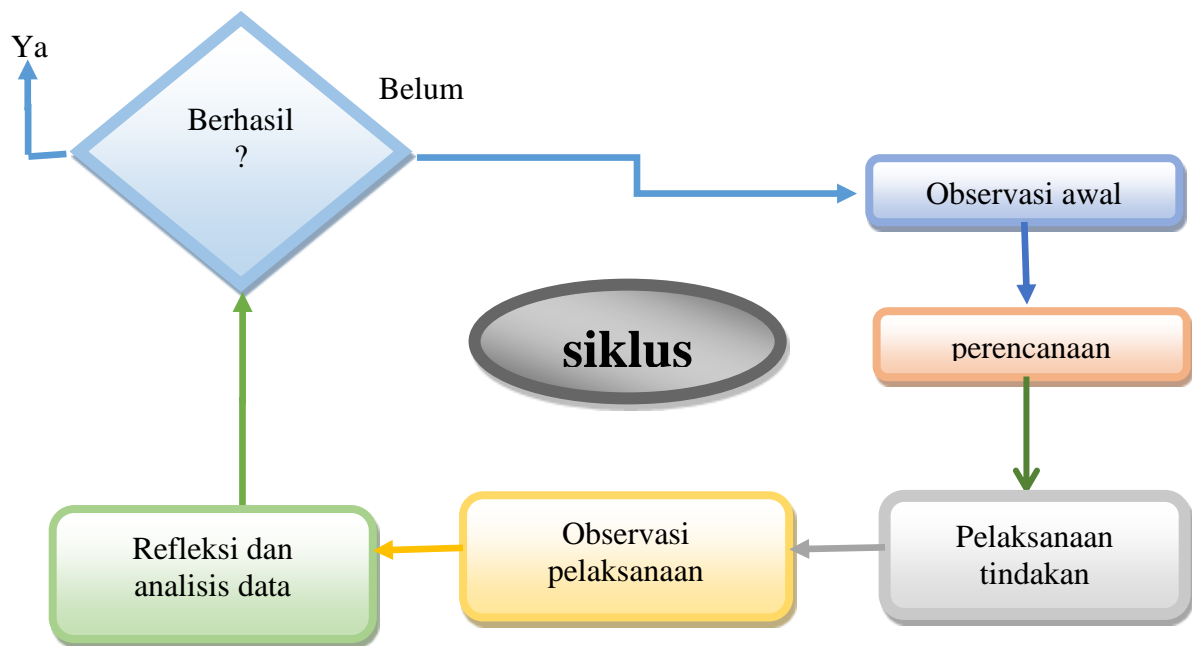 Ya
Belum
Berhasil
?
Observasi awal
siklus
perencanaan
Refleksi dan
analisis data
Observasi
pelaksanaan
Pelaksanaan
tindakan